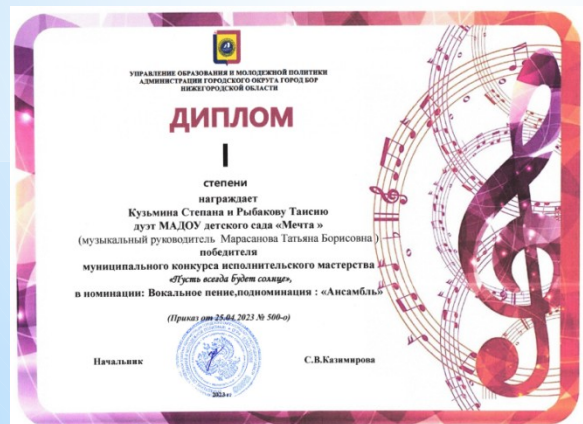 УПРАВЛЕНИЕ ОБРАЗОВАНИЯ И МОЛОДЕЖНОЙ ПОЛИТИКИ
АДМИНИСТРАЦИИ ГОРОДСКОГО ОКРУГА ГОРОД БОР
НИЖЕГОРОДСКОЙ ОБЛАСТИ
ДИПЛОМ
I
степени
награждает
Кузьмина Степана и Рыбакову Таисию
дуэт МАДОУ детского сада «Мечта »
(музыкальный руководитель Марасанова Татьяна Борисовна )
победителя
муниципального конкурса исполнительского мастерства
«Пусть всегда будет солнце»,
в номинации: Вокальное пение,подноминация : «Ансамбль»
(Приказ от 25.04.2023 № 500-о)
Начальник С.В.Казимирова
2023 г